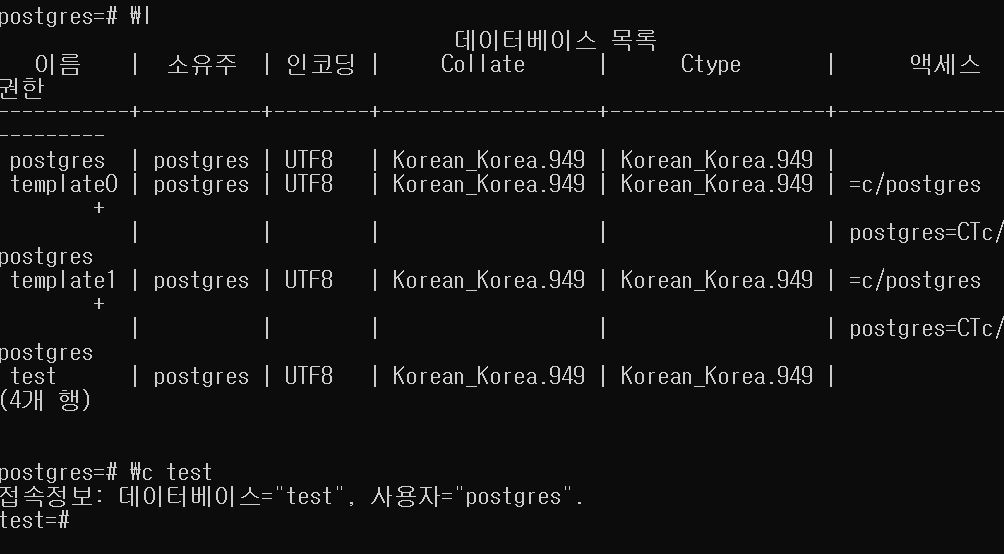 postgres=# ₩l
데이터베이스 목록
이름 | 소유주 | 인코딩 | Collate | Ctype | 액세스
권한
-----------+----------+--------+------------------+------------------+-------------
---------
postgres | postgres | UTF8 | Korean_Korea.949 | Korean_Korea.949 |
template0 | postgres | UTF8 | Korean_Korea.949 | Korean_Korea.949 | =c/postgres
+
| | | | | postgres=CTc/
postgres
template1 | postgres | UTF8 | Korean_Korea.949 | Korean_Korea.949 | =c/postgres
+
| | | | | postgres=CTc/
postgres
test | postgres | UTF8 | Korean_Korea.949 | Korean_Korea.949 |
(4개 행)
postgres=# ₩c test
접속정보: 데이터베이스="test", 사용자="postgres".
test=#